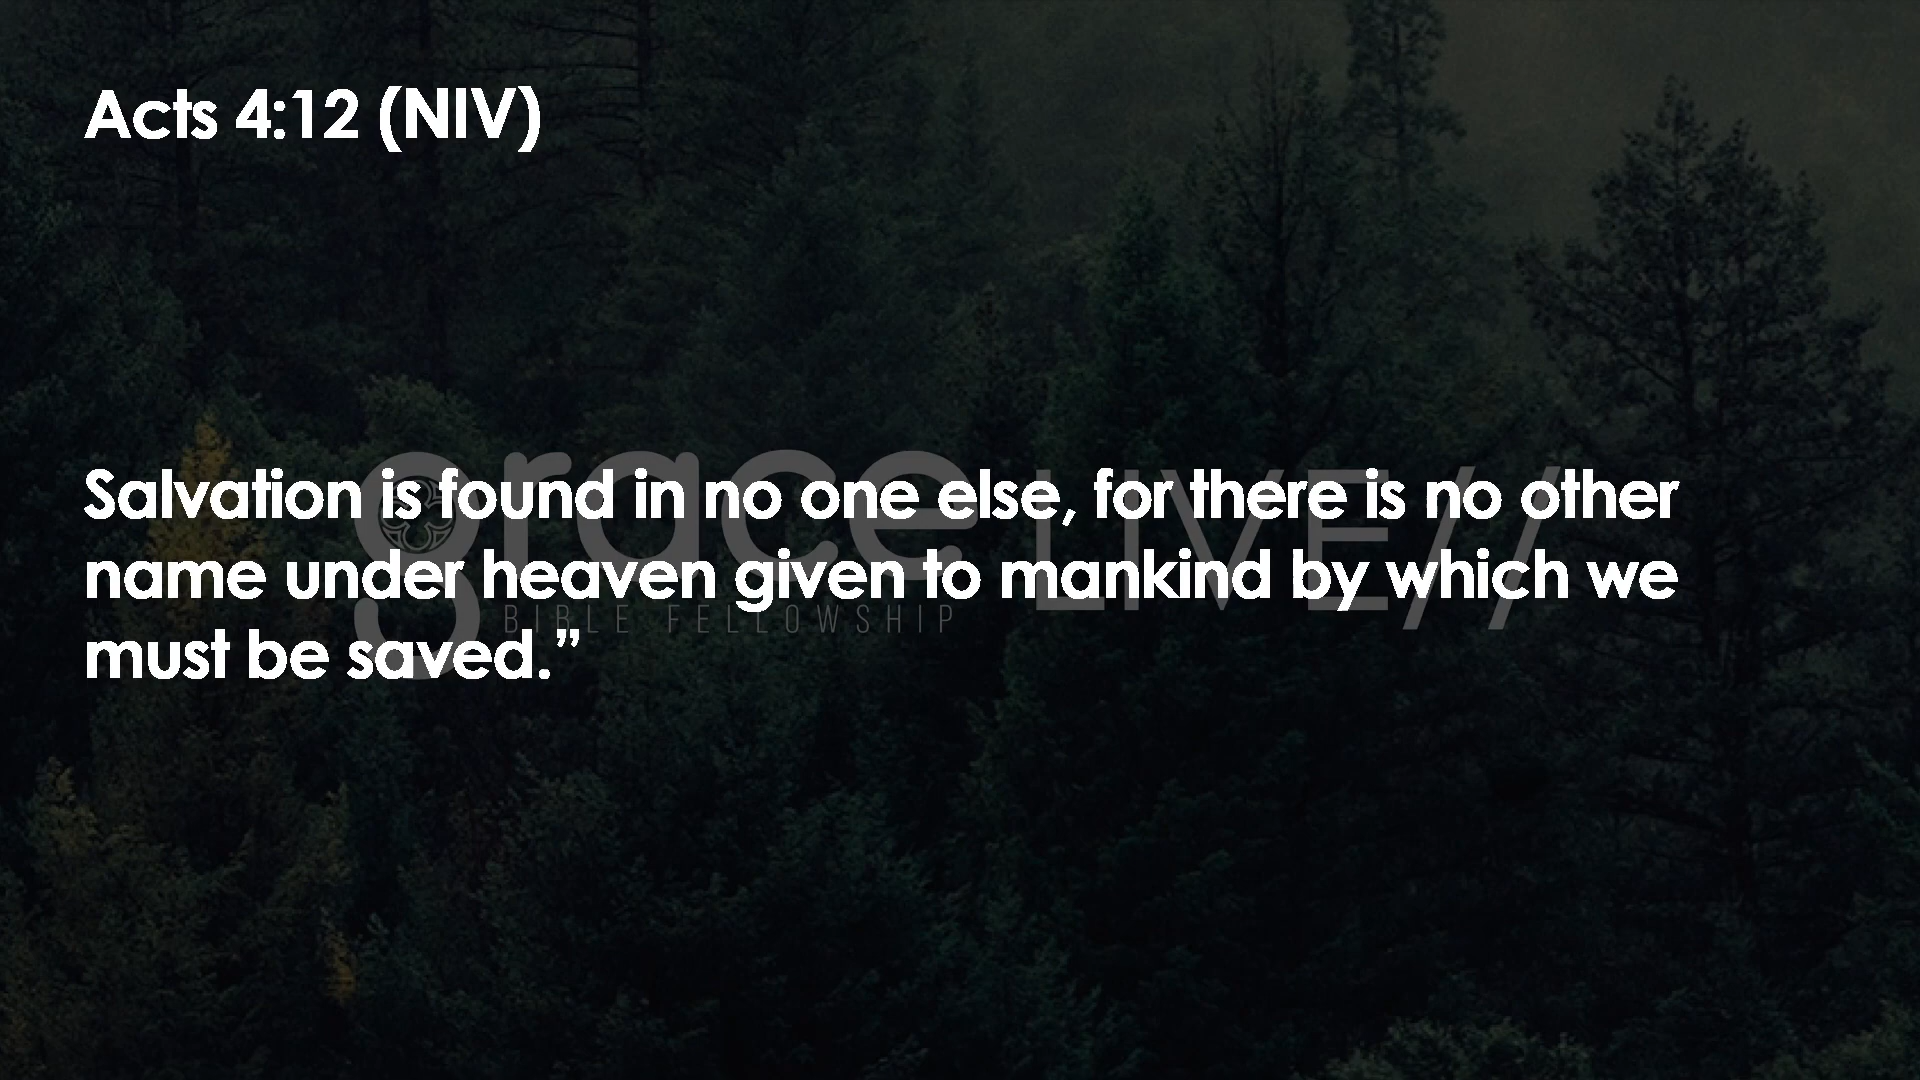 Acts 4:12 (NIV)
Salvation is found in no one else, for there is no other
name under heaven given to mankind by which we
must be saved.”
grace LIVE//
BIBLE FELLOWSHIP